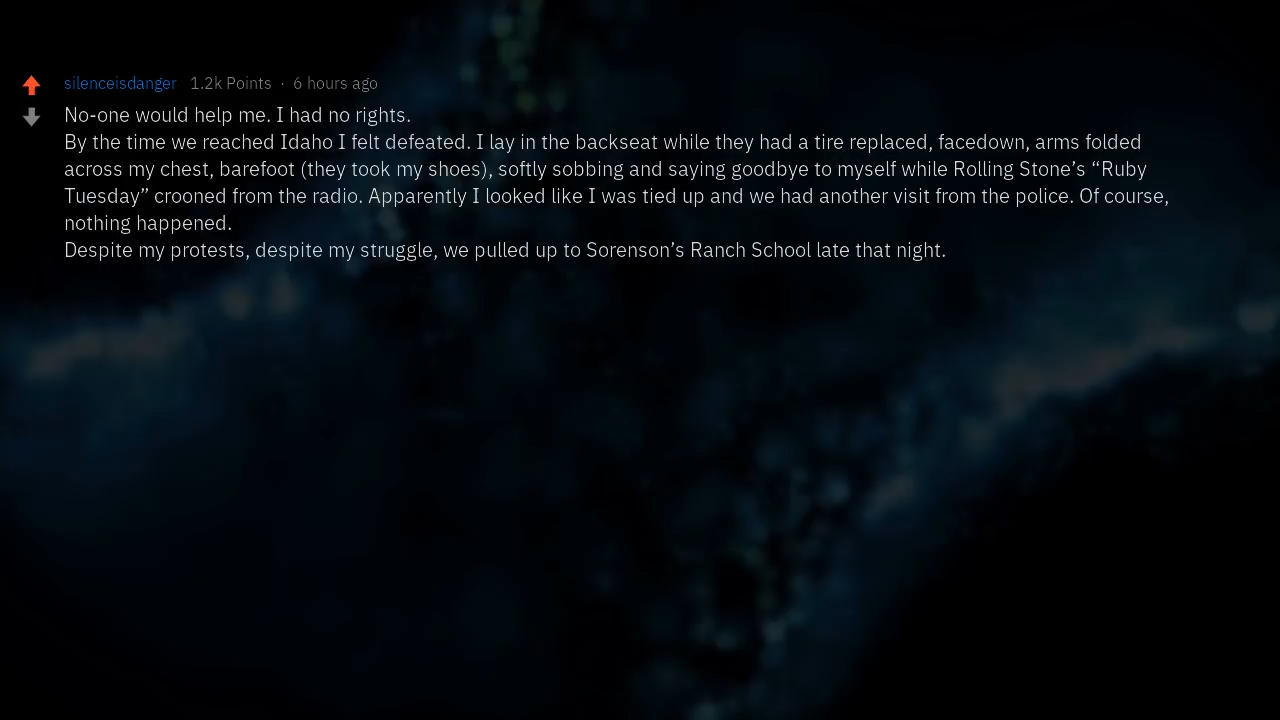 silenceisdanger 1.2k Points · 6 hours ago
No-one would help me. I had no rights.
By the time we reached Idaho I felt defeated. I lay in the backseat while they had a tire replaced, facedown, arms folded
across my chest, barefoot (they took my shoes), softly sobbing and saying goodbye to myself while Rolling Stone’s “Ruby
Tuesday” crooned from the radio. Apparently I looked like I was tied up and we had another visit from the police. Of course,
nothing happened.
Despite my protests, despite my struggle, we pulled up to Sorenson’s Ranch School late that night.